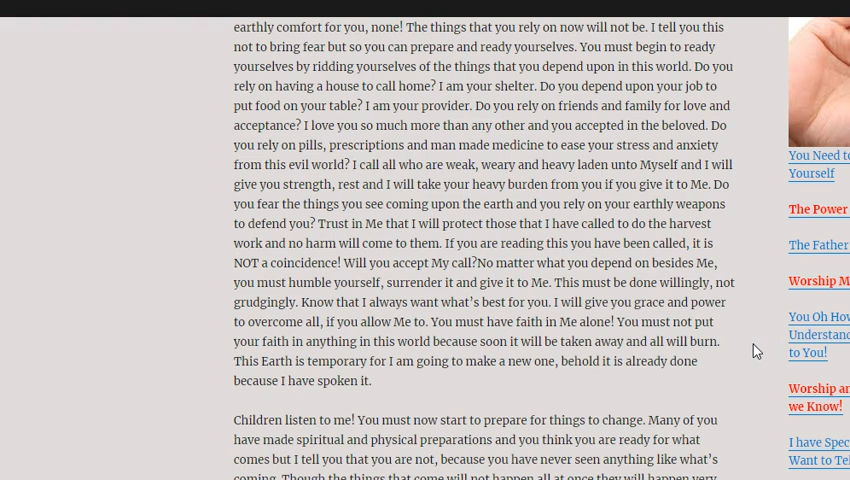 earthly comfort for you, none! The things that you rely on now will not be. I tell you this
not to bring fear but so you can prepare and ready yourselves. You must begin to ready
yourselves by ridding yourselves of the things that you depend upon in this world. Do you
rely on having a house to call home? I am your shelter. Do you depend upon your job to
put food on your table? I am your provider. Do you rely on friends and family for love and
acceptance? I love you so much more than any other and you accepted in the beloved. Do
you rely on pills, prescriptions and man made medicine to ease your stress and anxiety
from this evil world? I call all who are weak, weary and heavy laden unto Myself and I will
give you strength, rest and I will take your heavy burden from you if you give it to Me. Do
you fear the things you see coming upon the earth and you rely on your earthly weapons
to defend you? Trust in Me that I will protect those that I have called to do the harvest
work and no harm will come to them. If you are reading this you have been called, it is
NOT a coincidence! Will you accept My call?No matter what you depend on besides Me,
you must humble yourself, surrender it and give it to Me. This must be done willingly, not
grudgingly. Know that I always want what's best for you. I will give you grace and power
to overcome all, if you allow Me to. You must have faith in Me alone! You must not put
your faith in anything in this world because soon it will be taken away and all will burn.
This Earth is temporary for I am going to make a new one, behold it is already done
because I have spoken it.
Children listen to me! You must now start to prepare for things to change. Many of you
have made spiritual and physical preparations and you think you are ready for what
comes but I tell you that you are not, because you have never seen anything like what's
coming. Though the things that come will not happen all at once they will happen very
You Need to
Yourself
The Power
The Father
Worship M
You Oh How
Understand
to You!
Worship an
we Know!
I have Spec
Want to Tel